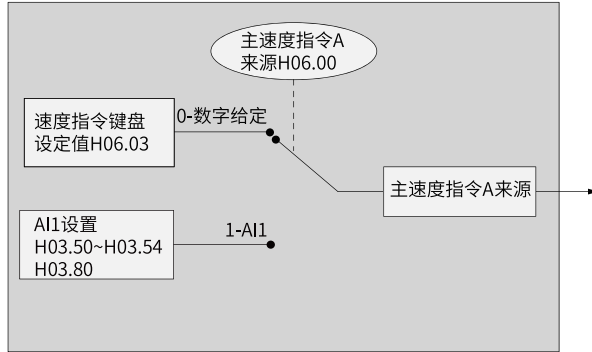 主速度指令A
来源H06.00
速度指令键盘
设定值H06.03
0-数字给定
主速度指令A来源
AI1设置
H03.50~H03.54
H03.80
1-AI1